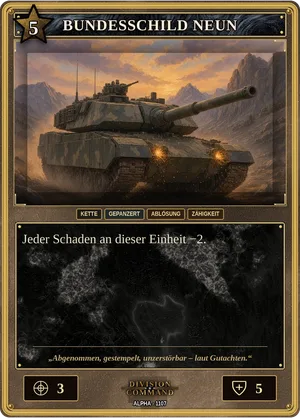 5
BUNDESSCHILD NEUN
KETTE GEPANZERT ABLÖSUNG ZÄHIGKEIT
Jeder Schaden an dieser Einheit −2.
„Abgenommen, gestempelt, unzerstörbar – laut Gutachten.“
3
DIVISION
COMMAND
ALPHA 1107
5